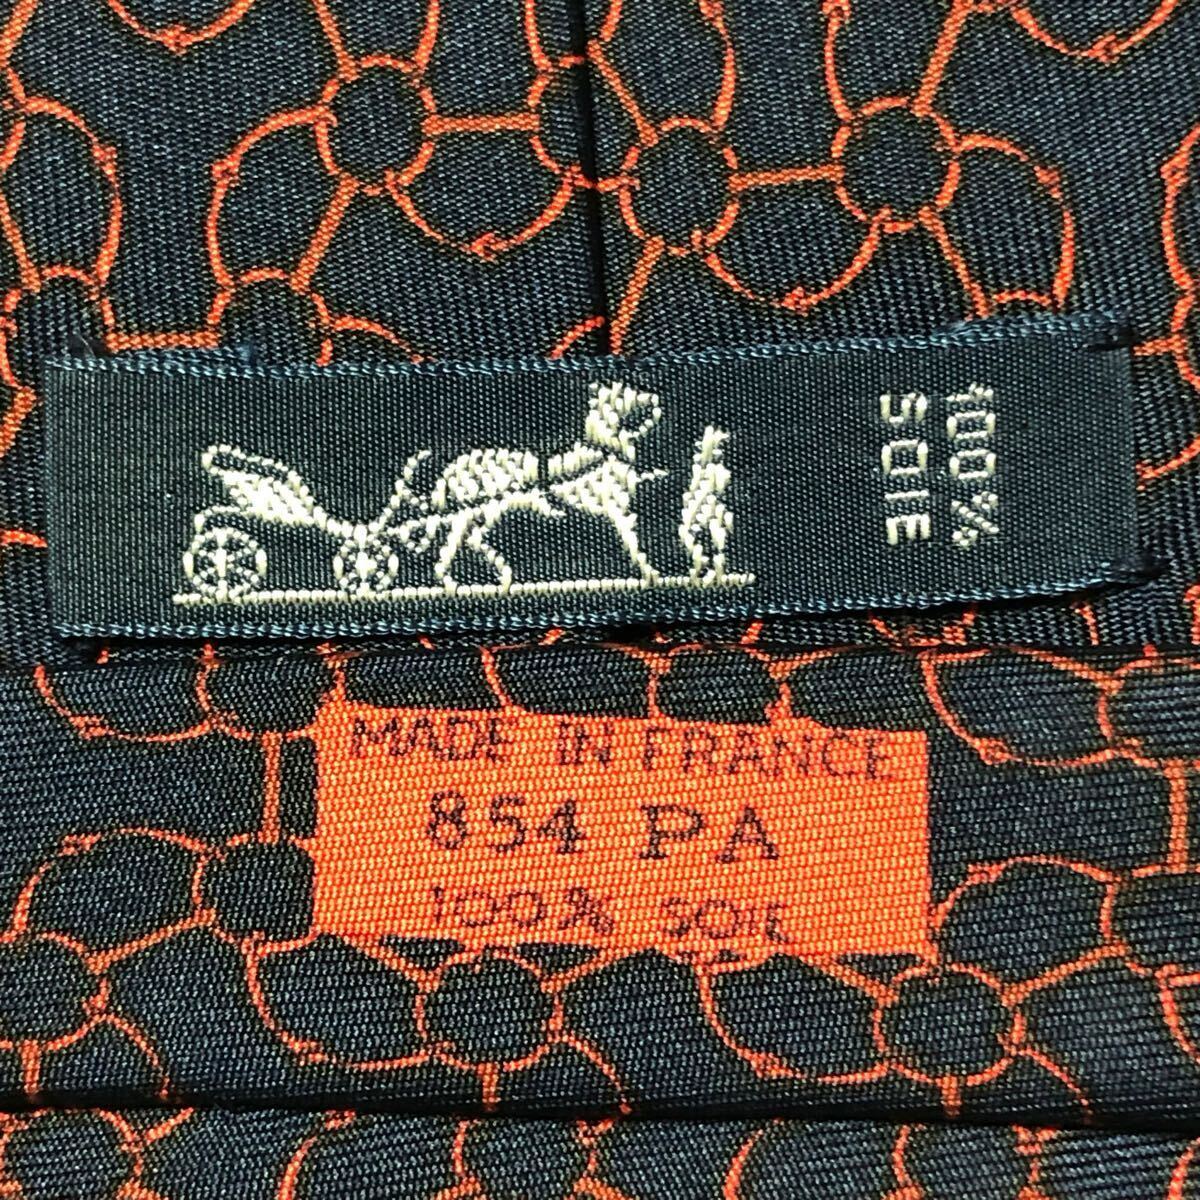 100%
SOIE
MADE IN FRANCE
854 PA
100% SOIE